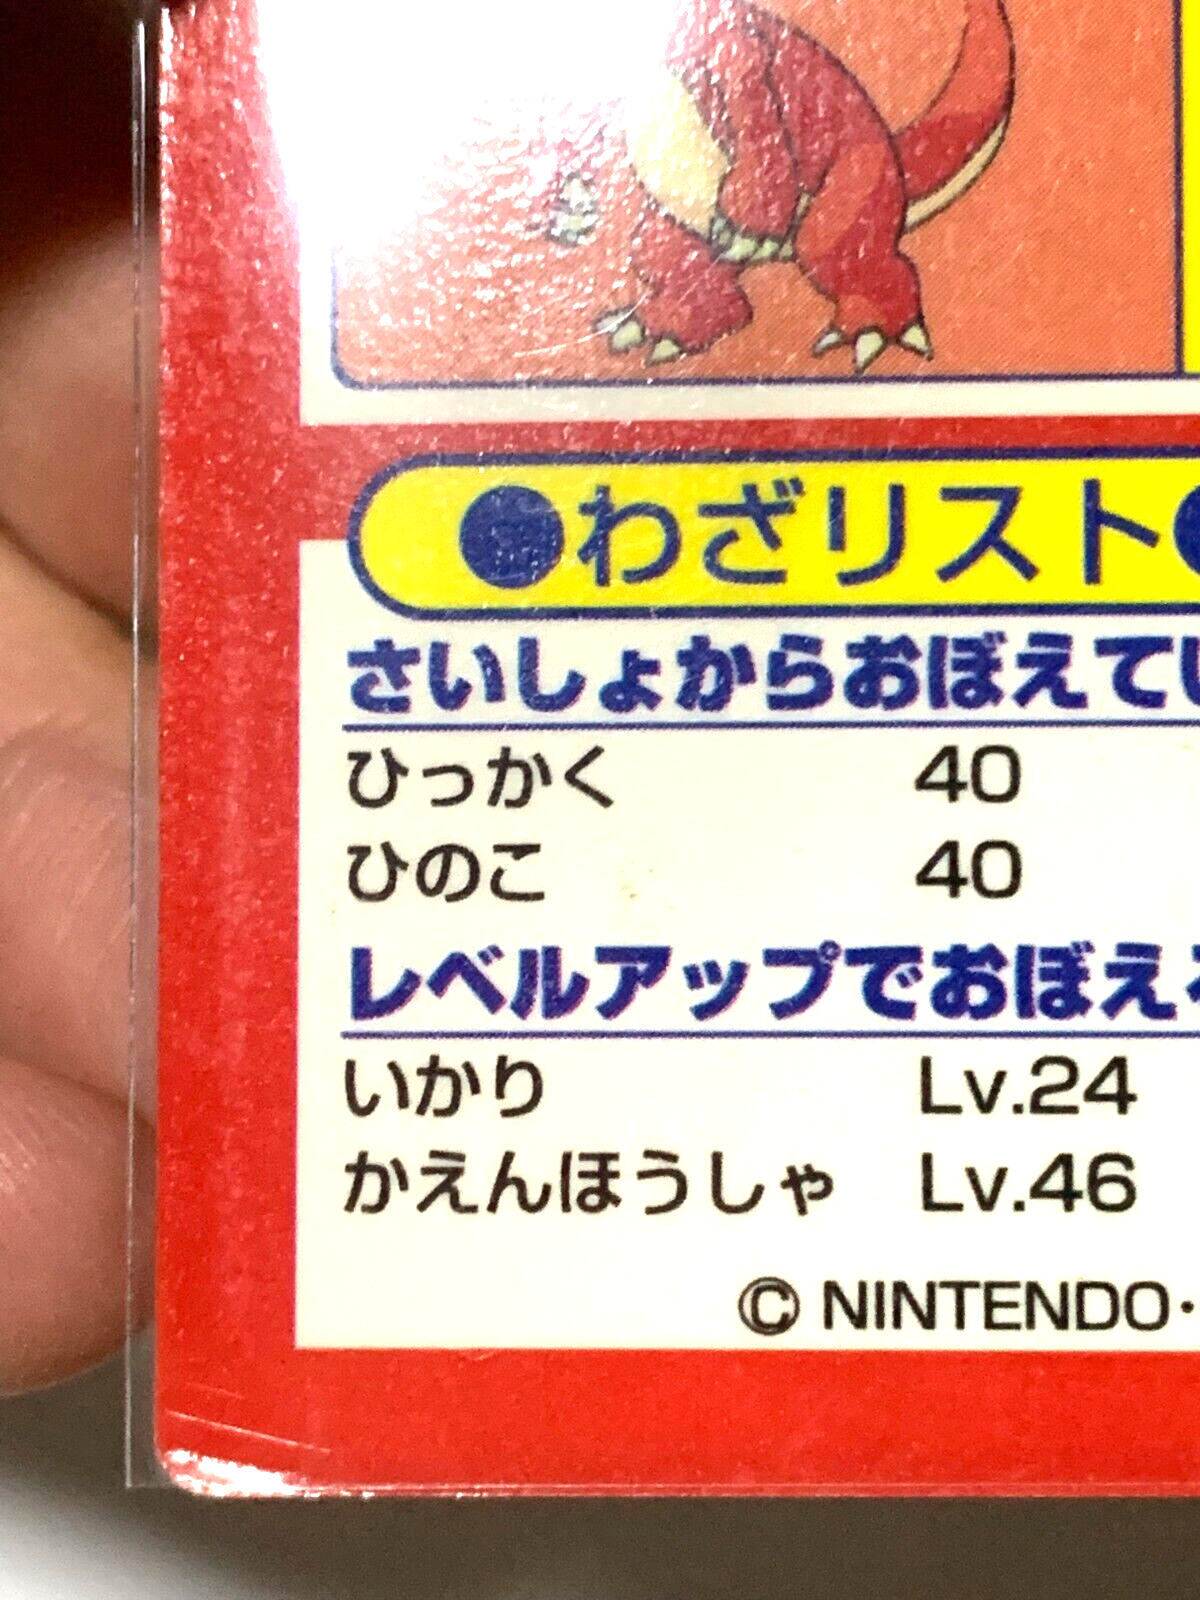 ●わざリスト●
さいしょからおぼえてい
ひっかく 40
ひのこ 40
レベルアップでおぼえる
いかり Lv.24
かえんほうしゃ Lv.46
© NINTENDO・